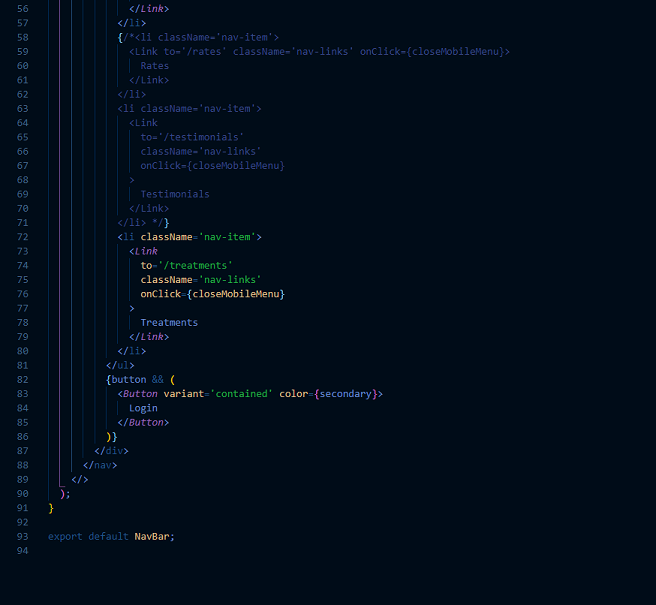 56 </Link>
57 </li>
58 {/*<li className='nav-item'>
59 <Link to='/rates' className='nav-links' onClick={closeMobileMenu}>
60 Rates
61 </Link>
62 </li>
63 <li className='nav-item'>
64 <Link
65 to='/testimonials'
66 className='nav-links'
67 onClick={closeMobileMenu}
68 >
69 Testimonials
70 </Link>
71 </li> */}
72 <li className='nav-item'>
73 <Link
74 to='/treatments'
75 className='nav-links'
76 onClick={closeMobileMenu}
77 >
78 Treatments
79 </Link>
80 </li>
81 </ul>
82 {button && (
83 <Button variant='contained' color={secondary}>
84 Login
85 </Button>
86 )}
87 </div>
88 </nav>
89 </>
90 );
91 }
92
93 export default NavBar;
94